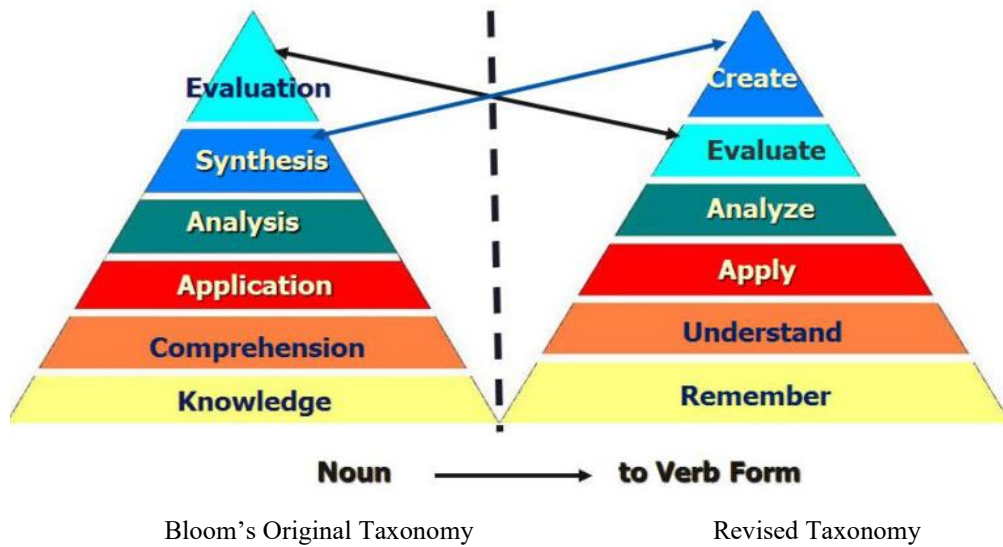 Evaluation
Synthesis
Analysis
Application
Comprehension
Knowledge
Create
Evaluate
Analyze
Apply
Understand
Remember
Noun to Verb Form
Bloom’s Original Taxonomy Revised Taxonomy